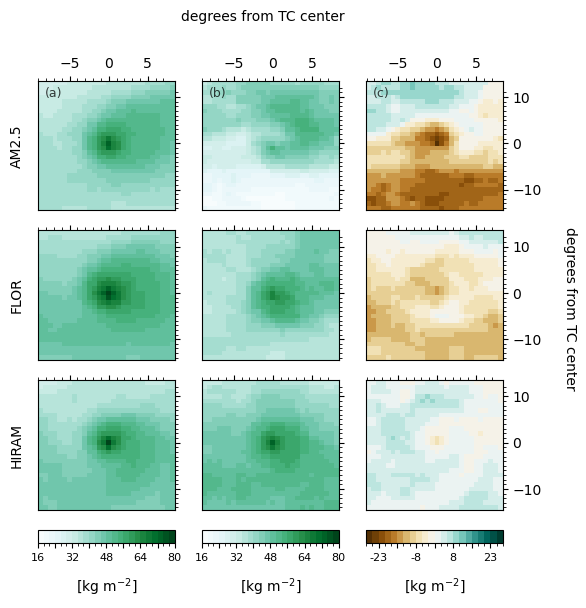 degrees from TC center
−5 0 5 −5 0 5 −5 0 5
(a) (b) (c)
AM2.5
10
0
−10
FLOR
10
0
−10
degrees from TC center
HIRAM
10
0
−10
16 32 48 64 80 16 32 48 64 80 -23 -8 8 23
[kg m⁻²] [kg m⁻²] [kg m⁻²]